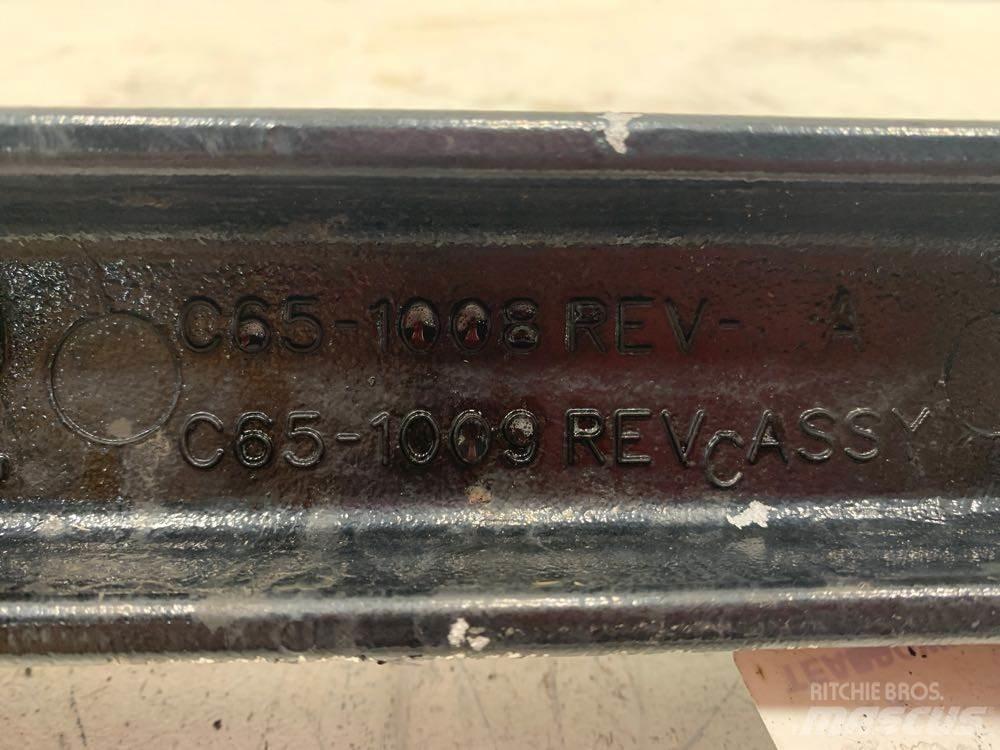 C65-1008 REV- A
C65-1009 REV C ASSY
RITCHIE BROS.
MASCUS